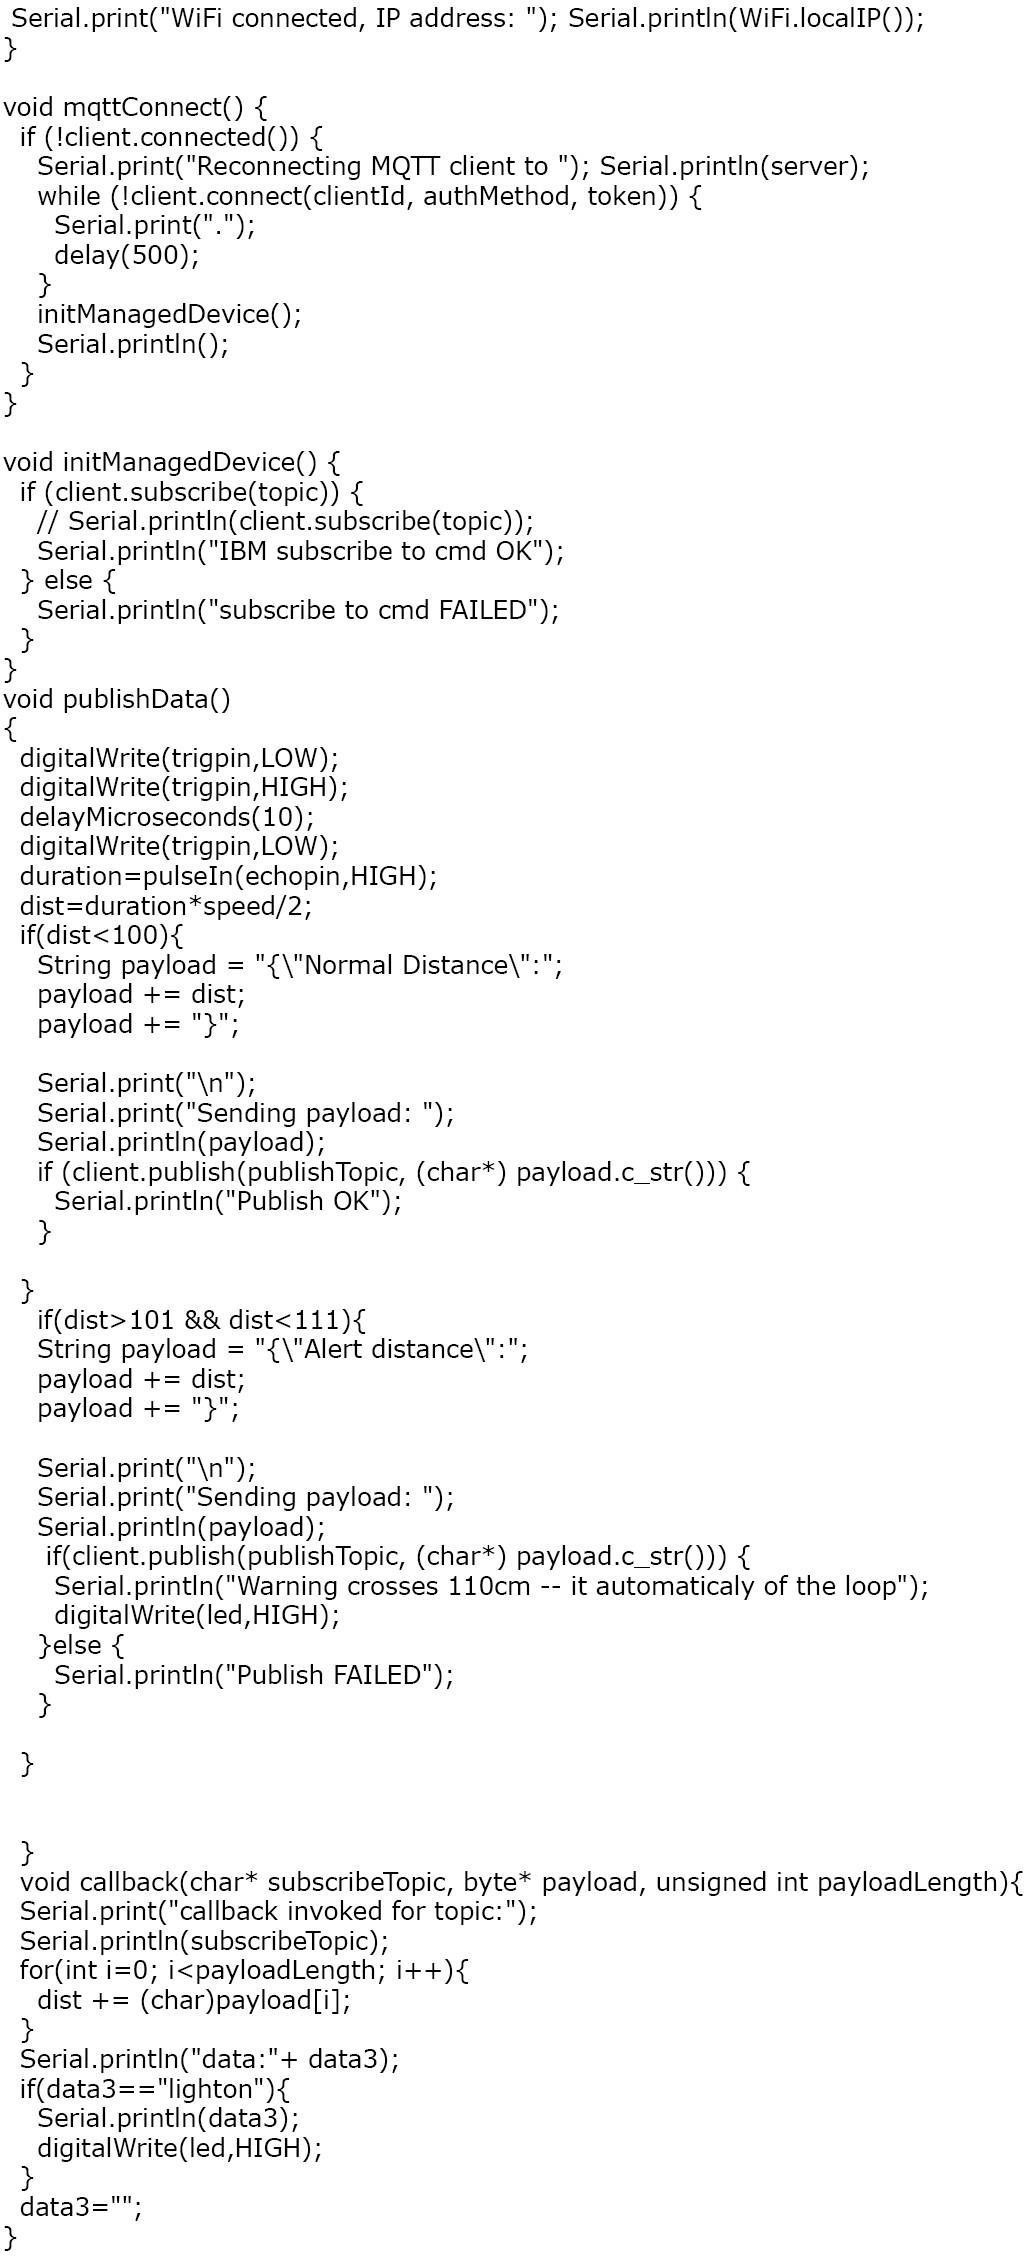 Serial.print("WiFi connected, IP address: "); Serial.println(WiFi.localIP());
}

void mqttConnect() {
  if (!client.connected()) {
    Serial.print("Reconnecting MQTT client to "); Serial.println(server);
    while (!client.connect(clientId, authMethod, token)) {
      Serial.print(".");
      delay(500);
    }
    initManagedDevice();
    Serial.println();
  }
}

void initManagedDevice() {
  if (client.subscribe(topic)) {
    // Serial.println(client.subscribe(topic));
    Serial.println("IBM subscribe to cmd OK");
  } else {
    Serial.println("subscribe to cmd FAILED");
  }
}
void publishData()
{
  digitalWrite(trigpin,LOW);
  digitalWrite(trigpin,HIGH);
  delayMicroseconds(10);
  digitalWrite(trigpin,LOW);
  duration=pulseIn(echopin,HIGH);
  dist=duration*speed/2;
  if(dist<100){
    String payload = "{\"Normal Distance\":";
    payload += dist;
    payload += "}";

    Serial.print("\n");
    Serial.print("Sending payload: ");
    Serial.println(payload);
    if (client.publish(publishTopic, (char*) payload.c_str())) {
      Serial.println("Publish OK");
    }

  }
    if(dist>101 && dist<111){
    String payload = "{\"Alert distance\":";
    payload += dist;
    payload += "}";

    Serial.print("\n");
    Serial.print("Sending payload: ");
    Serial.println(payload);
     if(client.publish(publishTopic, (char*) payload.c_str())) {
      Serial.println("Warning crosses 110cm -- it automaticaly of the loop");
      digitalWrite(led,HIGH);
    }else {
      Serial.println("Publish FAILED");
    }

  }


  }
  void callback(char* subscribeTopic, byte* payload, unsigned int payloadLength){
  Serial.print("callback invoked for topic:");
  Serial.println(subscribeTopic);
  for(int i=0; i<payloadLength; i++){
    dist += (char)payload[i];
  }
  Serial.println("data:"+ data3);
  if(data3=="lighton"){
    Serial.println(data3);
    digitalWrite(led,HIGH);
  }
  data3="";
}